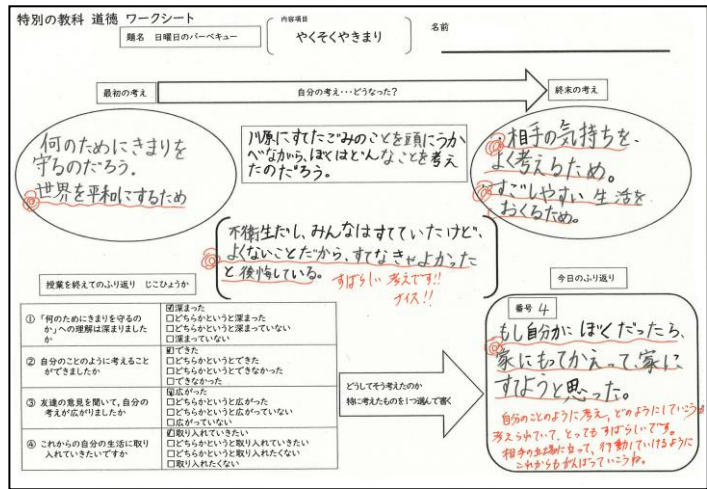 特別の教科 道徳 ワークシート
題名 日曜日のバーベキュー
内容項目
やくそくやきまり
名前
最初の考え
自分の考え・・・どうなった?
終末の考え
何のためにきまりを
守るのだろう。
世界を平和にするため
川原にすてたごみのことを頭にうか
べながら、ぼくはどんなことを考え
たのだろう。
・相手の気持ちを、
よく考えるため。
・すごしやすい生活を
おくるため。
不衛生だし、みんなはすてていたけど、
よくないことだから、すてなきゃよかった
と後悔している。
すばらしい考えです!!
ナイス!!
授業を終えてのふり返り じこひょうか
① 「何のためにきまりを守るの
か」への理解は深まりました
か
☑深まった
□どちらかというと深まった
□どちらかというと深まっていない
□深まっていない
② 自分のことのように考えること
ができましたか
☑できた
□どちらかというとできた
□どちらかというとできなかった
□できなかった
③ 友達の意見を聞いて,自分の
考えが広がりましたか
☑広がった
□どちらかというと広がった
□どちらかというと広がっていない
□広がっていない
④ これからの自分の生活に取り
入れていきたいですか
☑取り入れていきたい
□どちらかというと取り入れていきたい
□どちらかというと取り入れたくない
□取り入れたくない
どうしてそう考えたのか
特に考えたものを1つ選んで書く
今日のふり返り
番号 4
もし自分がぼくだったら、
家にもってかえって、家に
すてようと思った。
自分のことのように考え,どのようにしていこうか
考えられていて,とってもすばらしいです。
相手の立場に立って,行動していけるように
これからもがんばっていこうね。